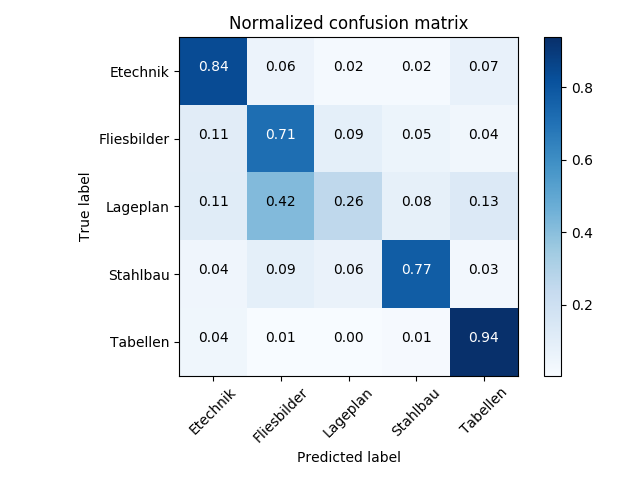 Normalized confusion matrix
True label
Etechnik 0.84 0.06 0.02 0.02 0.07
Fliesbilder 0.11 0.71 0.09 0.05 0.04
Lageplan 0.11 0.42 0.26 0.08 0.13
Stahlbau 0.04 0.09 0.06 0.77 0.03
Tabellen 0.04 0.01 0.00 0.01 0.94
Etechnik Fliesbilder Lageplan Stahlbau Tabellen
Predicted label
0.8
0.6
0.4
0.2